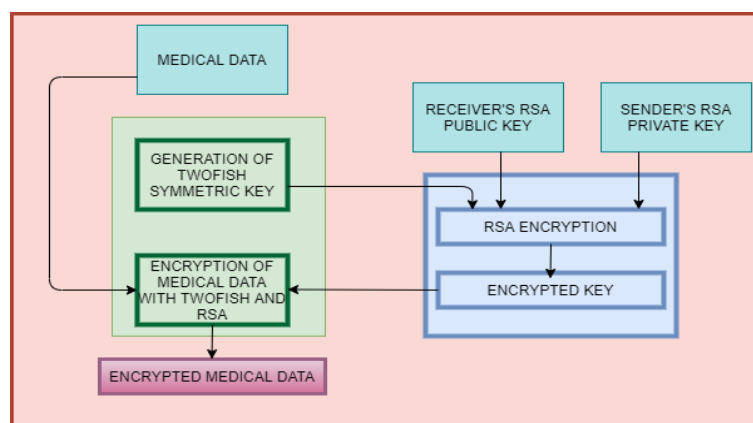 MEDICAL DATA
RECEIVER'S RSA
PUBLIC KEY
SENDER'S RSA
PRIVATE KEY
GENERATION OF
TWOFISH
SYMMETRIC KEY
RSA ENCRYPTION
ENCRYPTION OF
MEDICAL DATA
WITH TWOFISH AND
RSA
ENCRYPTED KEY
ENCRYPTED MEDICAL DATA